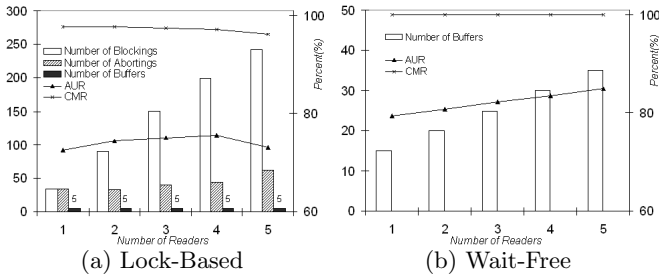 300
250
200
150
100
50
0
Number of Blockings
Number of Abortings
Number of Buffers
AUR
CMR
5
5
5
5
5
1 2 3 4 5
Number of Readers
100
80
60
Percent(%)
(a) Lock-Based
50
40
30
20
10
0
Number of Buffers
AUR
CMR
1 2 3 4 5
Number of Readers
100
80
60
Percent(%)
(b) Wait-Free